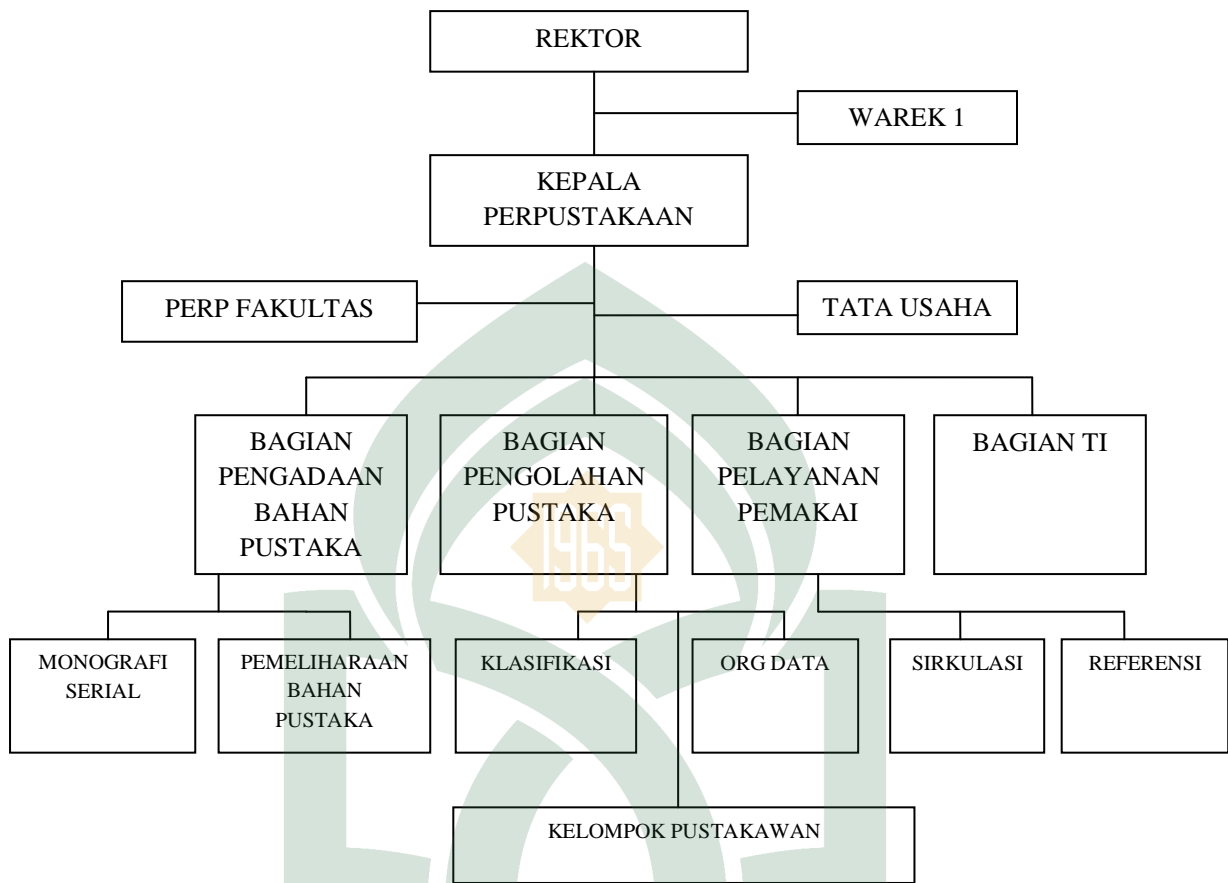 REKTOR
WAREK 1
KEPALA
PERPUSTAKAAN
PERP FAKULTAS
TATA USAHA
BAGIAN
PENGADAAN
BAHAN
PUSTAKA
BAGIAN
PENGOLAHAN
PUSTAKA
BAGIAN
PELAYANAN
PEMAKAI
BAGIAN TI
1965
MONOGRAFI
SERIAL
PEMELIHARAAN
BAHAN
PUSTAKA
KLASIFIKASI
ORG DATA
SIRKULASI
REFERENSI
KELOMPOK PUSTAKAWAN